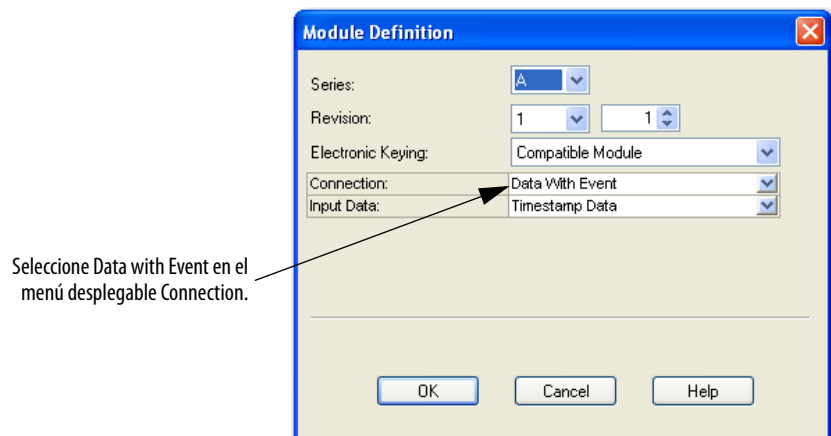 Module Definition
Series: A
Revision: 1 1
Electronic Keying: Compatible Module
Connection: Data With Event
Input Data: Timestamp Data
Seleccione Data with Event en el
menú desplegable Connection.
OK Cancel Help